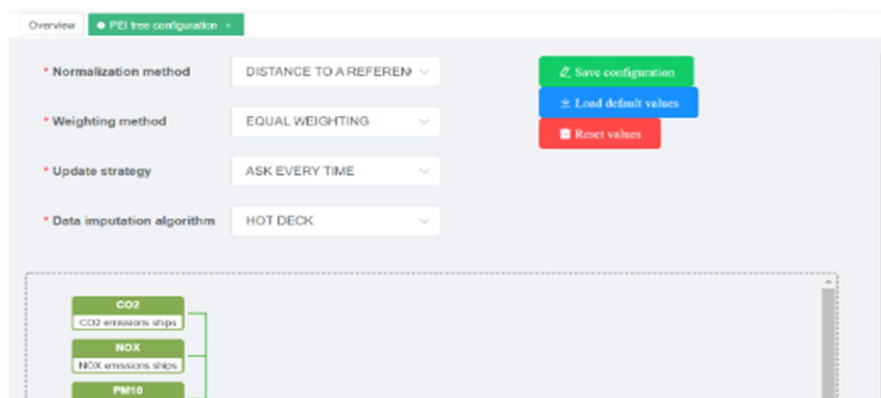 Overview
PEI tree configuration ×
* Normalization method
DISTANCE TO A REFEREN
Save configuration
Load default values
* Weighting method
EQUAL WEIGHTING
Reset values
* Update strategy
ASK EVERY TIME
* Data imputation algorithm
HOT DECK
CO2
CO2 emissions ships
NOX
NOX emissions ships
PM10